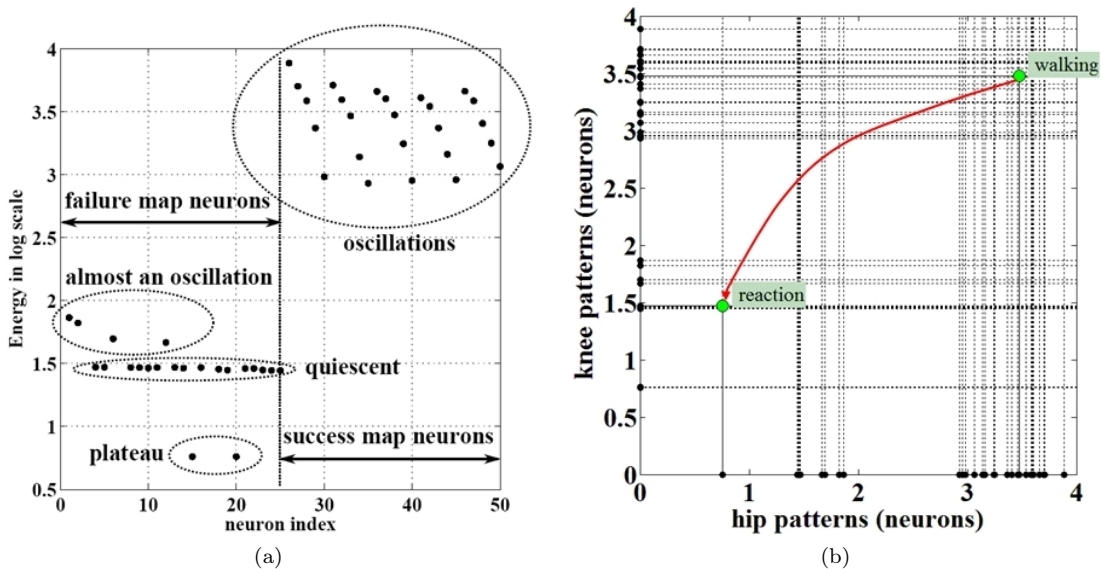 4
3.5
3
2.5
2
1.5
1
0.5
0 10 20 30 40 50
Energy in log scale
neuron index
failure map neurons
oscillations
almost an oscillation
quiescent
plateau
success map neurons
(a)
4
3.5
3
2.5
2
1.5
1
0.5
0
0 1 2 3 4
knee patterns (neurons)
hip patterns (neurons)
walking
reaction
(b)